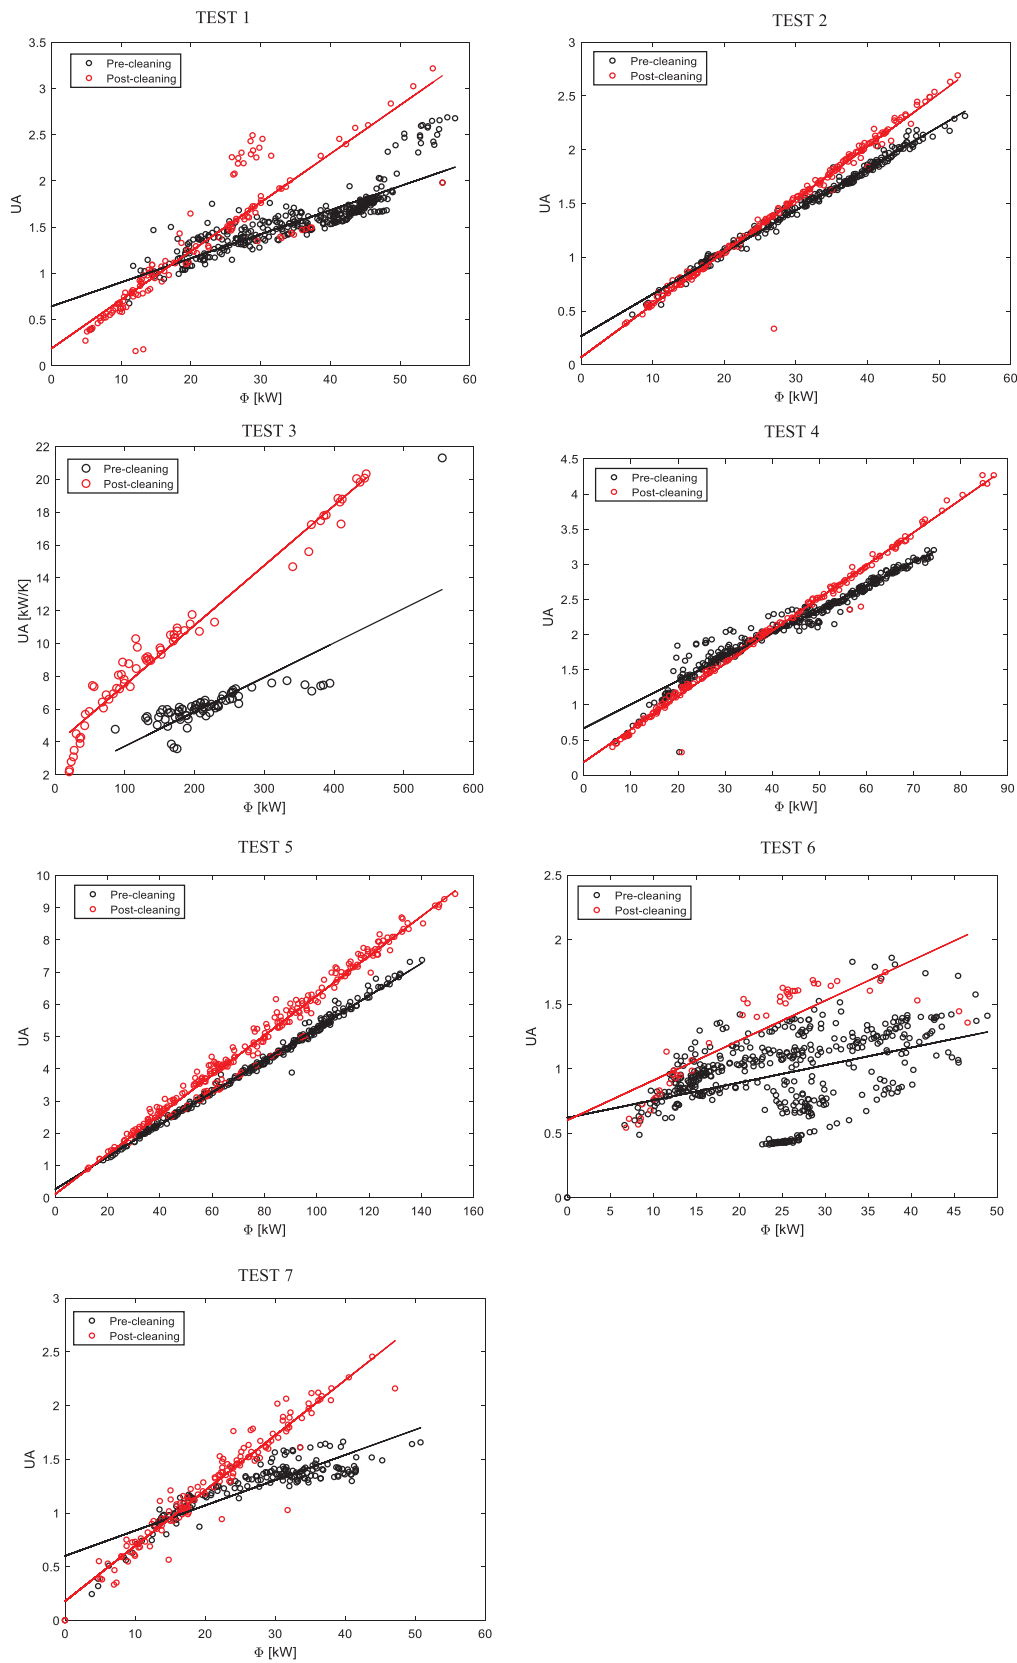 TEST 1
3.5
3
2.5
2
1.5
1
0.5
0
UA
Pre-cleaning
Post-cleaning
0 10 20 30 40 50 60
Φ [kW]
TEST 2
3
2.5
2
1.5
1
0.5
0
UA
Pre-cleaning
Post-cleaning
0 10 20 30 40 50 60
Φ [kW]
TEST 3
22
20
18
16
14
12
10
8
6
4
2
UA [kW/K]
Pre-cleaning
Post-cleaning
0 100 200 300 400 500 600
Φ [kW]
TEST 4
4.5
4
3.5
3
2.5
2
1.5
1
0.5
0
UA
Pre-cleaning
Post-cleaning
0 10 20 30 40 50 60 70 80 90
Φ [kW]
TEST 5
10
9
8
7
6
5
4
3
2
1
0
UA
Pre-cleaning
Post-cleaning
0 20 40 60 80 100 120 140 160
Φ [kW]
TEST 6
2.5
2
1.5
1
0.5
0
UA
Pre-cleaning
Post-cleaning
0 5 10 15 20 25 30 35 40 45 50
Φ [kW]
TEST 7
3
2.5
2
1.5
1
0.5
0
UA
Pre-cleaning
Post-cleaning
0 10 20 30 40 50 60
Φ [kW]